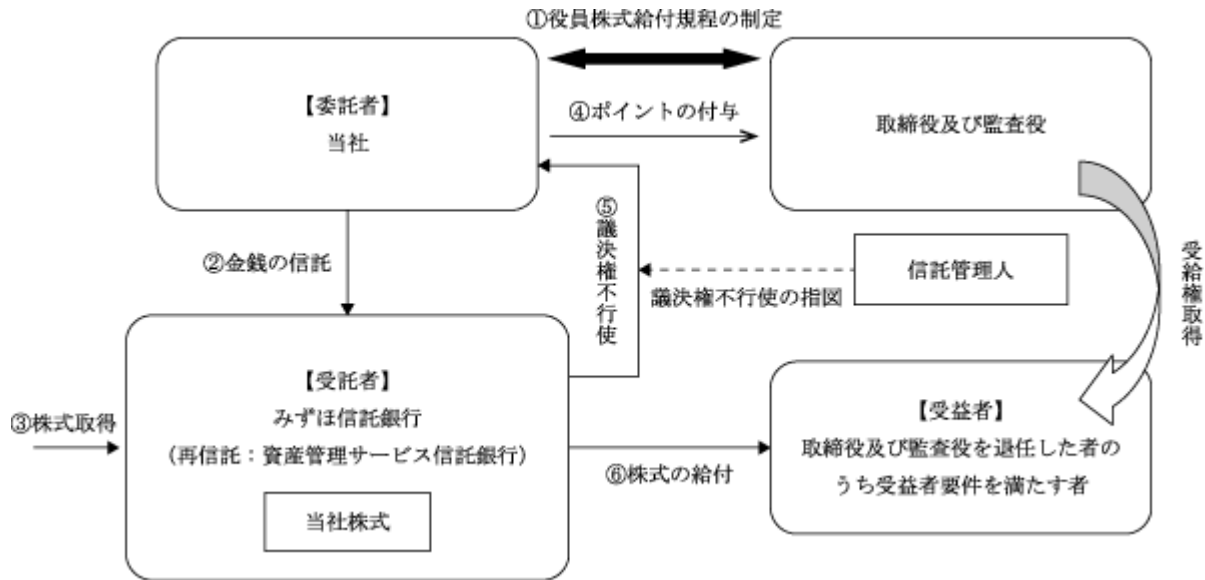 ①役員株式給付規程の制定
【委託者】
当社
④ポイントの付与
取締役及び監査役
②金銭の信託
⑤議決権不行使
議決権不行使の指図
信託管理人
受給権取得
③株式取得
【受託者】
みずほ信託銀行
(再信託：資産管理サービス信託銀行)
当社株式
⑥株式の給付
【受益者】
取締役及び監査役を退任した者の
うち受益者要件を満たす者